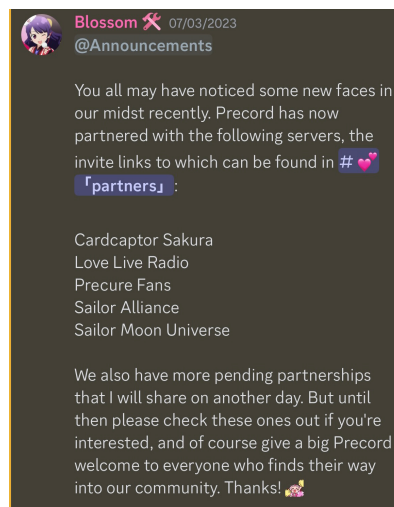 Blossom 🛠️ 07/03/2023
@Announcements
You all may have noticed some new faces in
our midst recently. Precord has now
partnered with the following servers, the
invite links to which can be found in # 💕
「partners」:
Cardcaptor Sakura
Love Live Radio
Precure Fans
Sailor Alliance
Sailor Moon Universe
We also have more pending partnerships
that I will share on another day. But until
then please check these ones out if you're
interested, and of course give a big Precord
welcome to everyone who finds their way
into our community. Thanks!